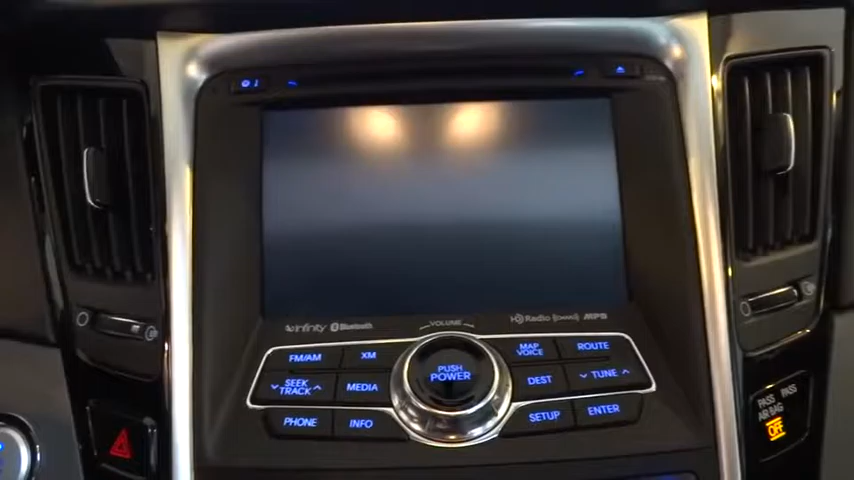 infinity Bluetooth
VOLUME
HD Radio MP3
FM/AM XM
MAP VOICE ROUTE
SEEK TRACK MEDIA
PUSH POWER
DEST TUNE
PHONE INFO
SETUP ENTER
PASS AIR BAG
PASS
OFF